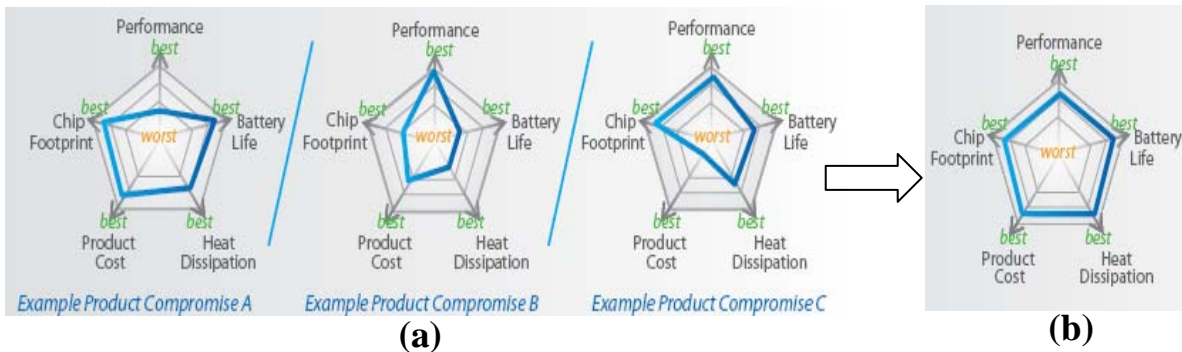 Performance
best
best
best
Chip
Footprint
worst
Battery
Life
best
best
Product
Cost
Heat
Dissipation
Example Product Compromise A
Performance
best
best
best
Chip
Footprint
worst
Battery
Life
best
best
Product
Cost
Heat
Dissipation
Example Product Compromise B
Performance
best
best
best
Chip
Footprint
worst
Battery
Life
best
best
Product
Cost
Heat
Dissipation
Example Product Compromise C
(a)
Performance
best
best
best
Chip
Footprint
worst
Battery
Life
best
best
Product
Cost
Heat
Dissipation
(b)